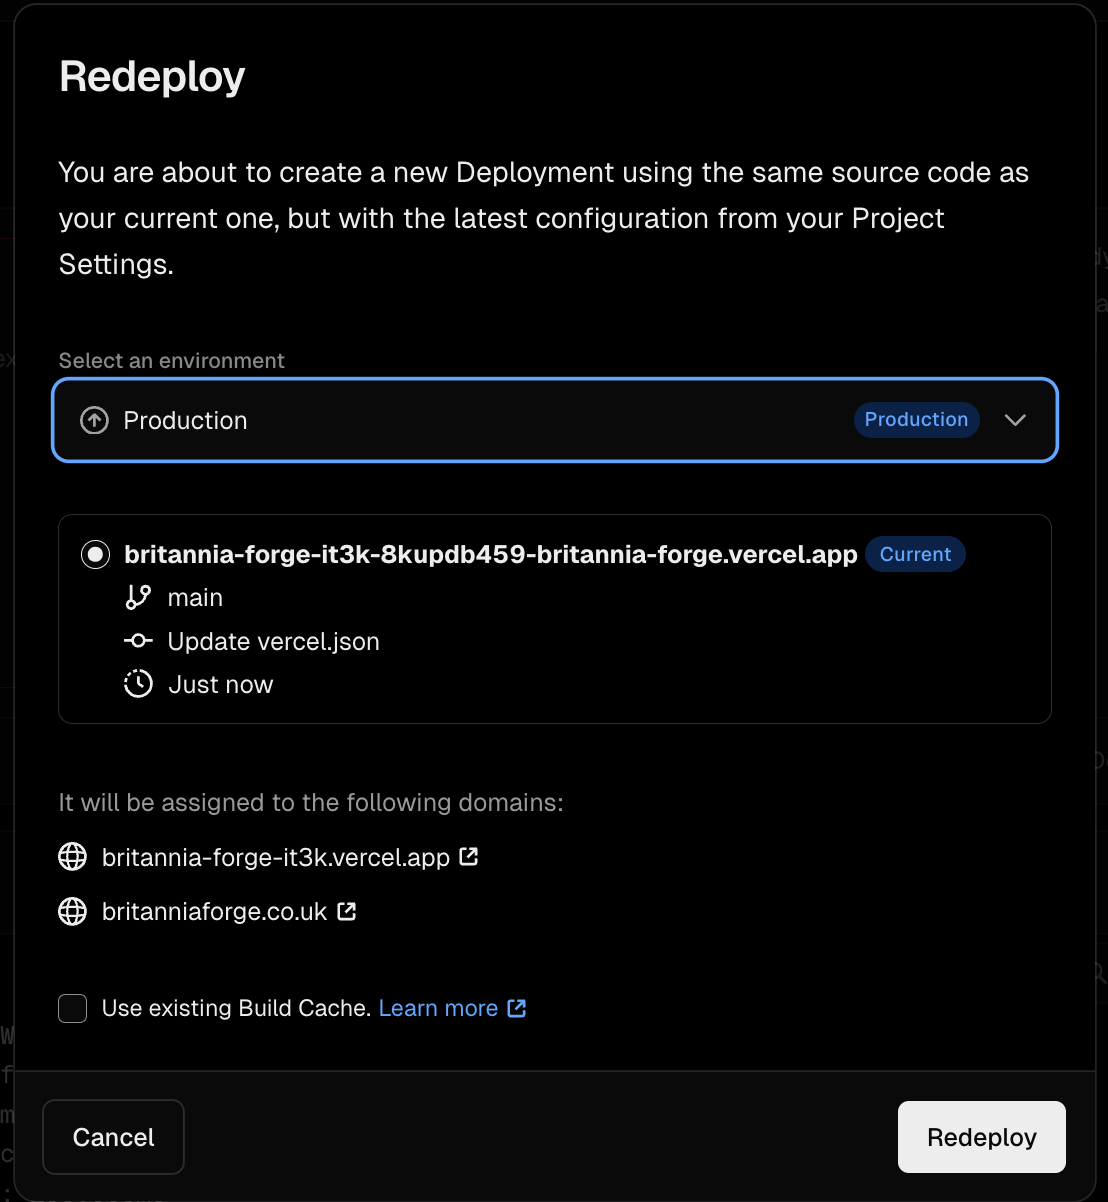 Redeploy
You are about to create a new Deployment using the same source code as
your current one, but with the latest configuration from your Project
Settings.
Select an environment
Production Production
britannia-forge-it3k-8kupdb459-britannia-forge.vercel.app Current
main
Update vercel.json
Just now
It will be assigned to the following domains:
britannia-forge-it3k.vercel.app
britanniaforge.co.uk
Use existing Build Cache. Learn more
Cancel Redeploy